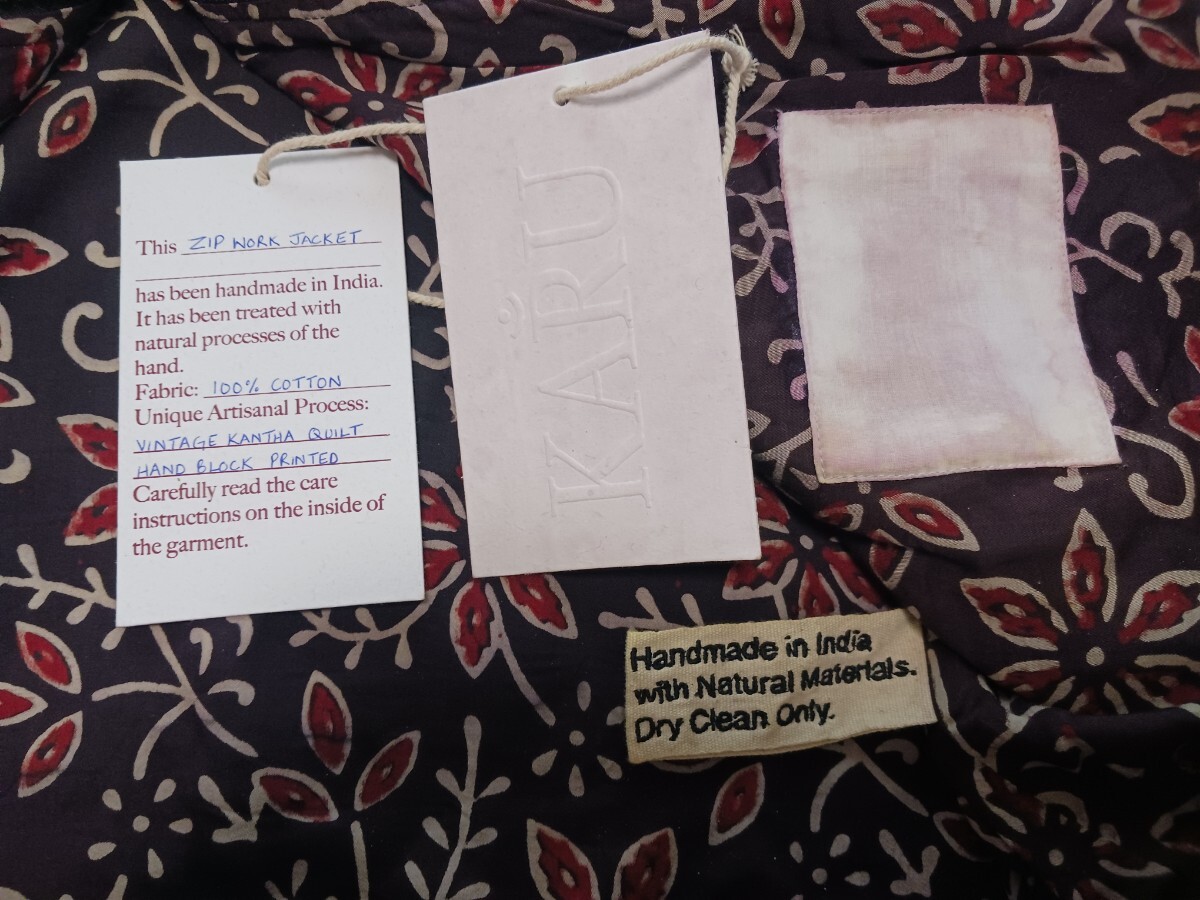 This ZIP WORK JACKET
has been handmade in India.
It has been treated with
natural processes of the
hand.
Fabric: 100% COTTON
Unique Artisanal Process:
VINTAGE KANTHA QUILT
HAND BLOCK PRINTED
Carefully read the care
instructions on the inside of
the garment.
KARU
Handmade in India
with Natural Materials.
Dry Clean Only.